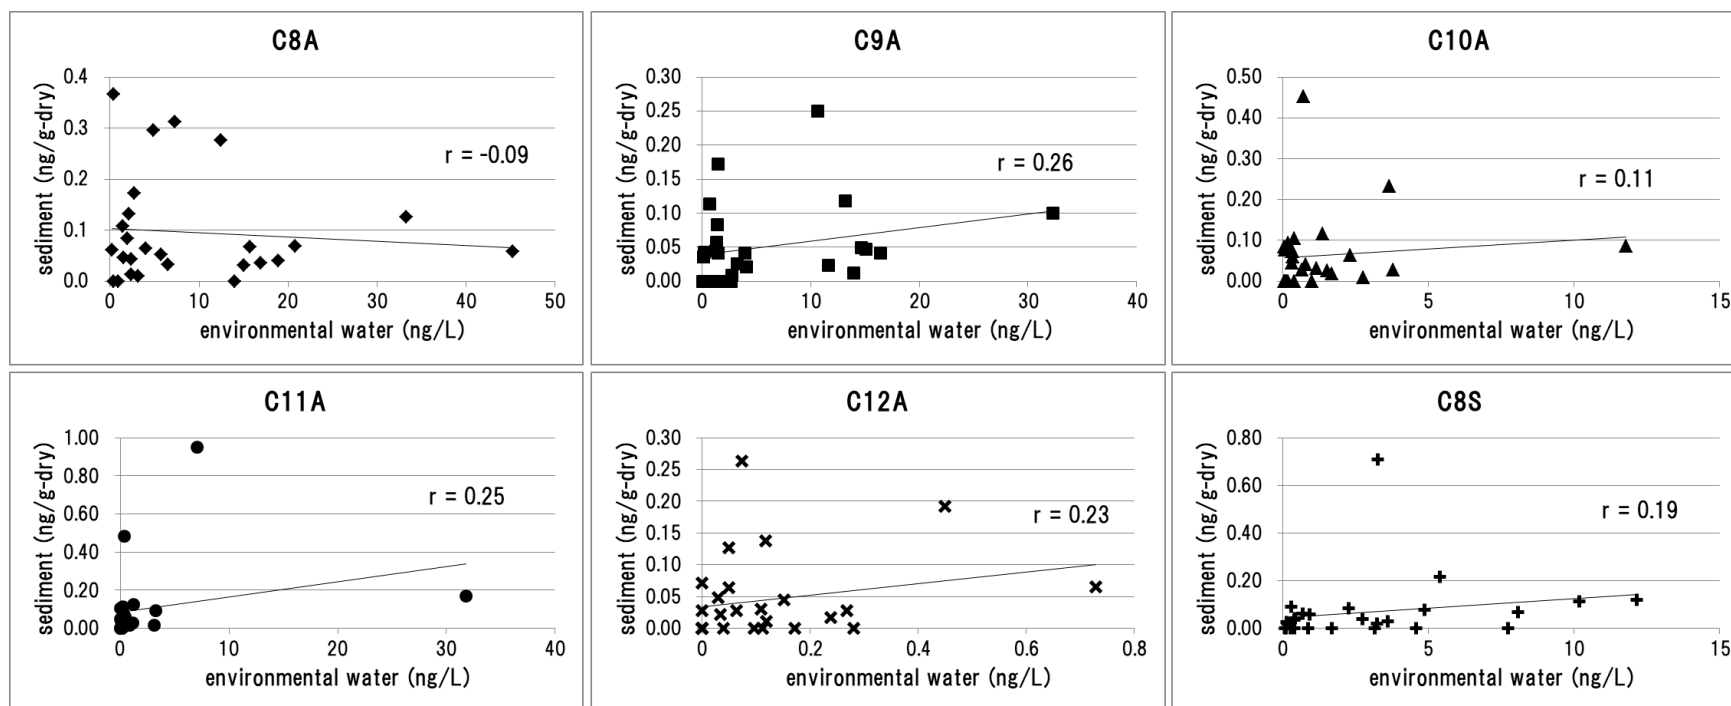 C8A
sediment (ng/g-dry)
0.4
0.3
0.2
0.1
0.0
r = -0.09
0 10 20 30 40 50
environmental water (ng/L)
C9A
sediment (ng/g-dry)
0.30
0.25
0.20
0.15
0.10
0.05
0.00
r = 0.26
0 10 20 30 40
environmental water (ng/L)
C10A
sediment (ng/g-dry)
0.50
0.40
0.30
0.20
0.10
0.00
r = 0.11
0 5 10 15
environmental water (ng/L)
C11A
sediment (ng/g-dry)
1.00
0.80
0.60
0.40
0.20
0.00
r = 0.25
0 10 20 30 40
environmental water (ng/L)
C12A
sediment (ng/g-dry)
0.30
0.25
0.20
0.15
0.10
0.05
0.00
r = 0.23
0 0.2 0.4 0.6 0.8
environmental water (ng/L)
C8S
sediment (ng/g-dry)
0.80
0.60
0.40
0.20
0.00
r = 0.19
0 5 10 15
environmental water (ng/L)